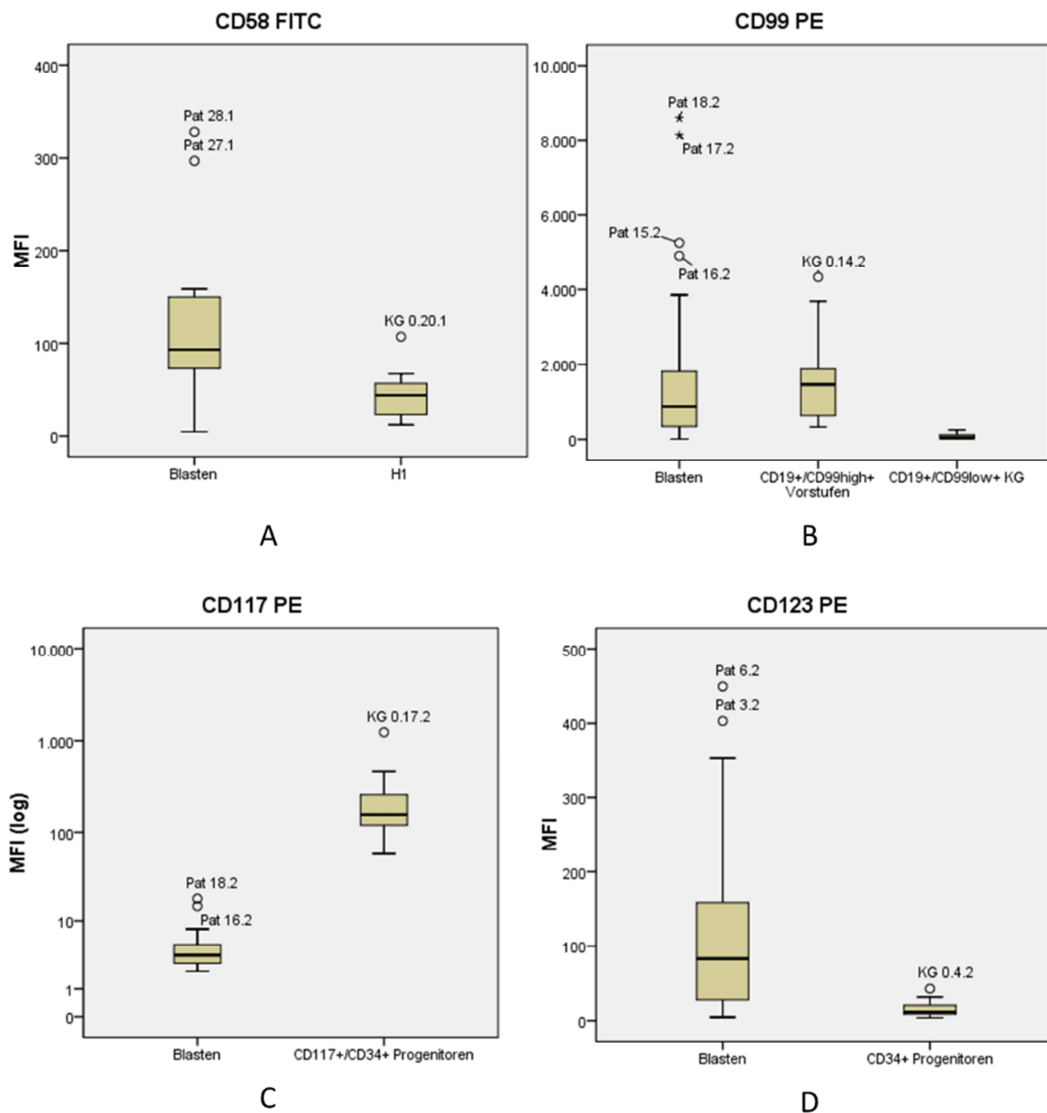 CD58 FITC
400
300
200
100
0
MFI
Pat 28.1
Pat 27.1
KG 0.20.1
Blasten
H1
A
CD99 PE
10.000
8.000
6.000
4.000
2.000
0
Pat 18.2
Pat 17.2
Pat 15.2
Pat 16.2
KG 0.14.2
Blasten
CD19+/CD99high+
Vorstufen
CD19+/CD99low+ KG
B
CD117 PE
10.000
1.000
100
10
1
0
MFI (log)
KG 0.17.2
Pat 18.2
Pat 16.2
Blasten
CD117+/CD34+ Progenitoren
C
CD123 PE
500
400
300
200
100
0
MFI
Pat 6.2
Pat 3.2
KG 0.4.2
Blasten
CD34+ Progenitoren
D